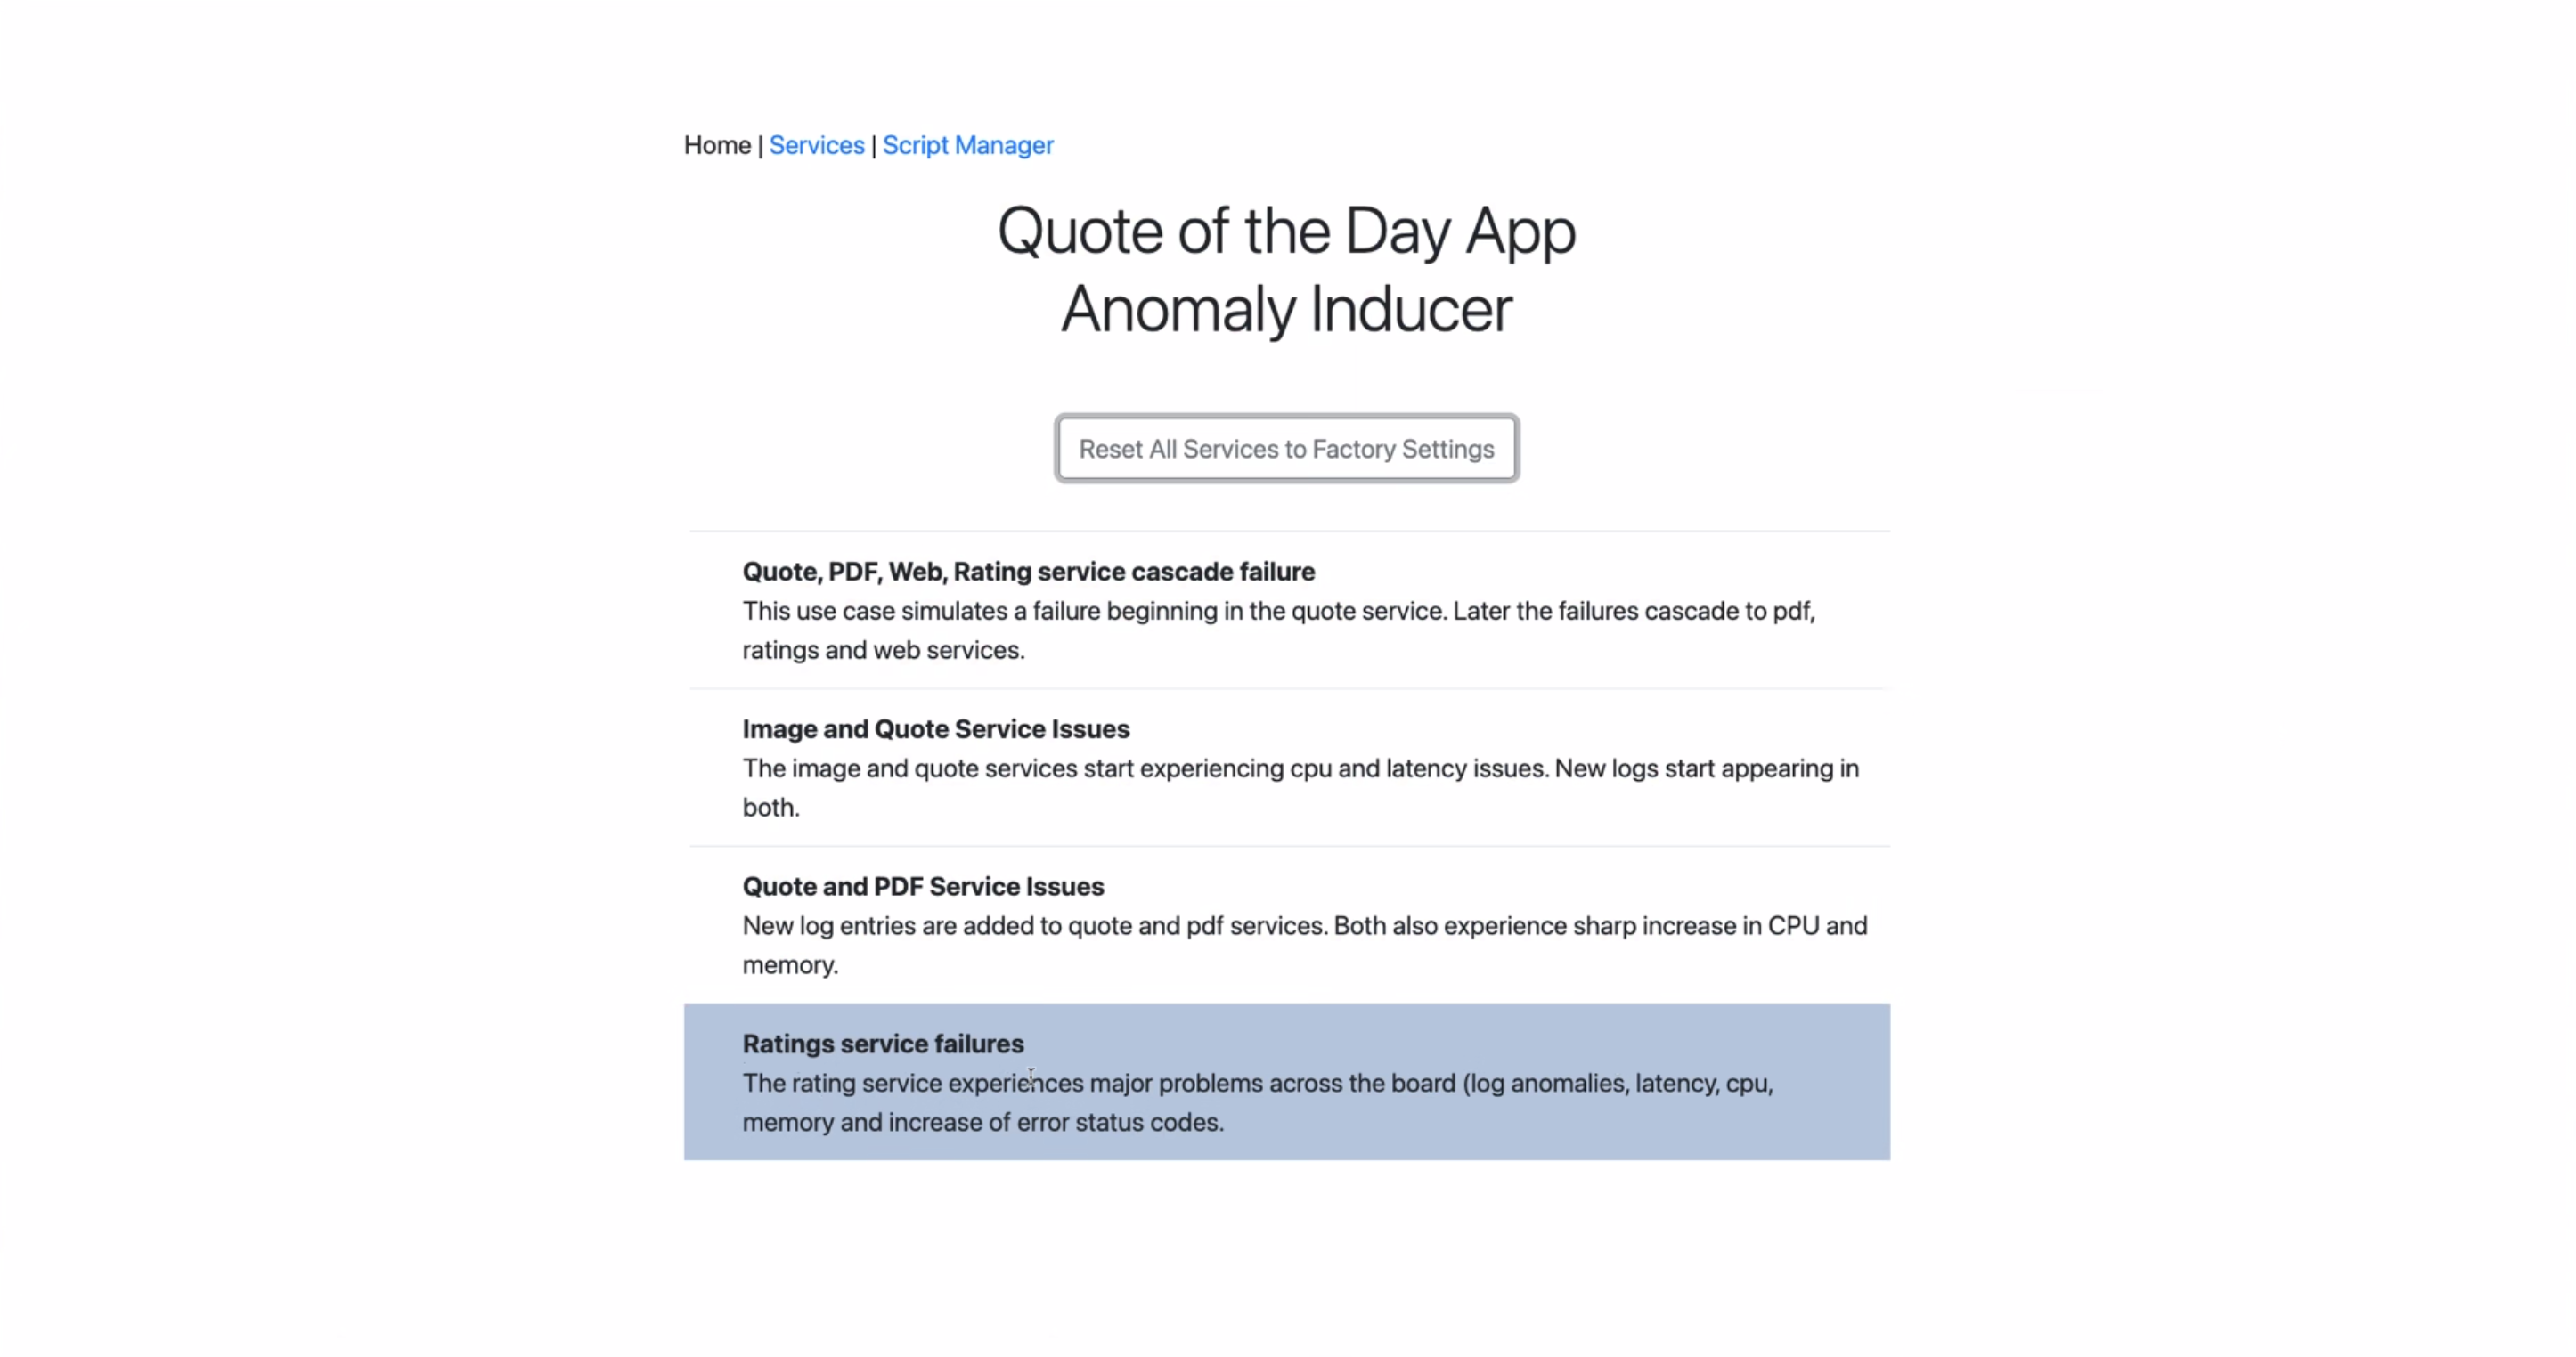 Home | Services | Script Manager
Quote of the Day App
Anomaly Inducer
Reset All Services to Factory Settings
Quote, PDF, Web, Rating service cascade failure
This use case simulates a failure beginning in the quote service. Later the failures cascade to pdf,
ratings and web services.
Image and Quote Service Issues
The image and quote services start experiencing cpu and latency issues. New logs start appearing in
both.
Quote and PDF Service Issues
New log entries are added to quote and pdf services. Both also experience sharp increase in CPU and
memory.
Ratings service failures
The rating service experiences major problems across the board (log anomalies, latency, cpu,
memory and increase of error status codes.